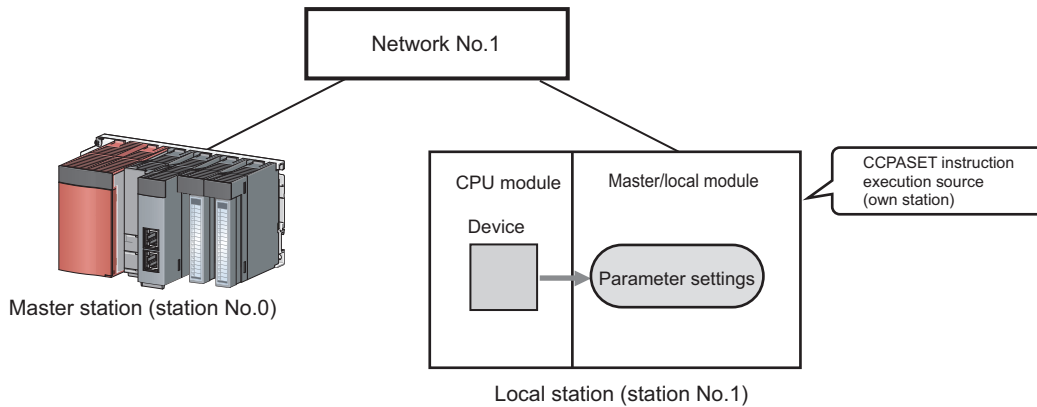 Network No.1
CPU module
Master/local module
CCPASET instruction
execution source
(own station)
Device
Parameter settings
Master station (station No.0)
Local station (station No.1)